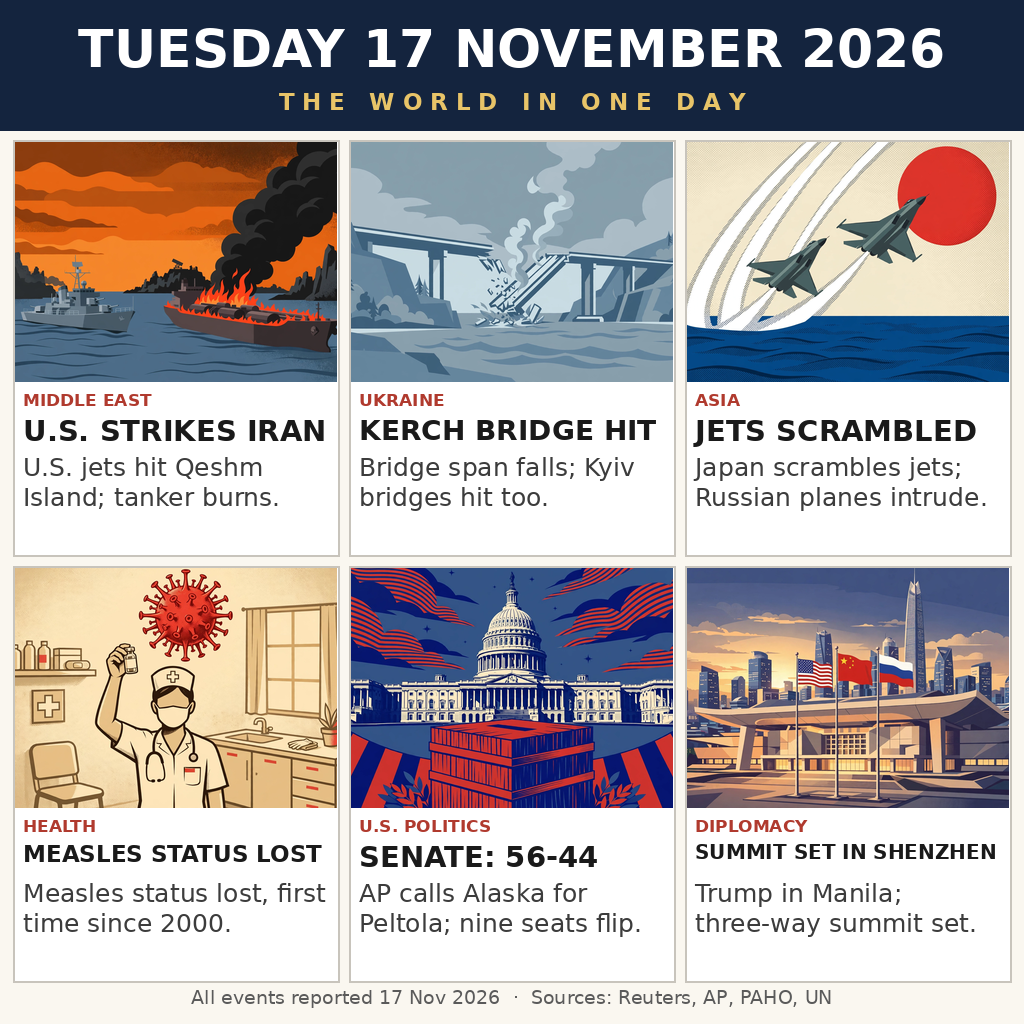 TUESDAY 17 NOVEMBER 2026
THE WORLD IN ONE DAY
MIDDLE EAST
U.S. STRIKES IRAN
U.S. jets hit Qeshm
Island; tanker burns.
UKRAINE
KERCH BRIDGE HIT
Bridge span falls; Kyiv
bridges hit too.
ASIA
JETS SCRAMBLED
Japan scrambles jets;
Russian planes intrude.
HEALTH
MEASLES STATUS LOST
Measles status lost, first
time since 2000.
U.S. POLITICS
SENATE: 56-44
AP calls Alaska for
Peltola; nine seats flip.
DIPLOMACY
SUMMIT SET IN SHENZHEN
Trump in Manila;
three-way summit set.
All events reported 17 Nov 2026 · Sources: Reuters, AP, PAHO, UN